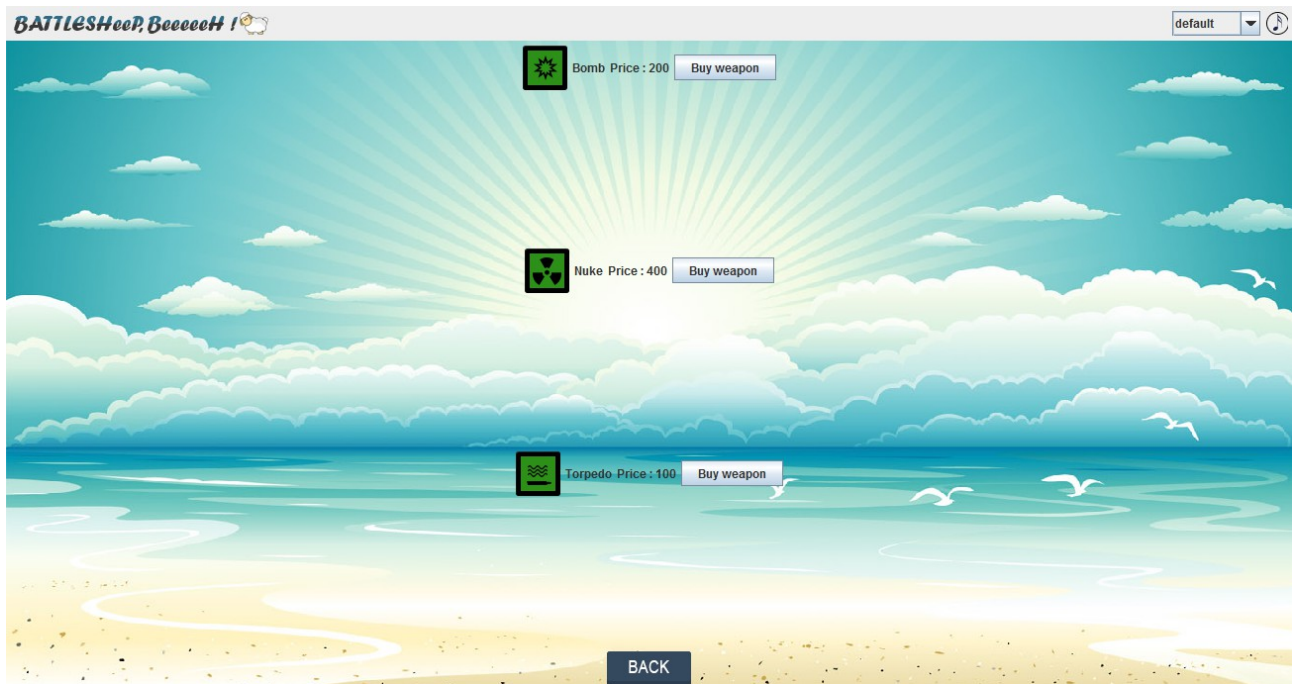 BATTLESHeeP, BeeeeeH !
default
Bomb Price : 200 Buy weapon
Nuke Price : 400 Buy weapon
Torpedo Price : 100 Buy weapon
BACK